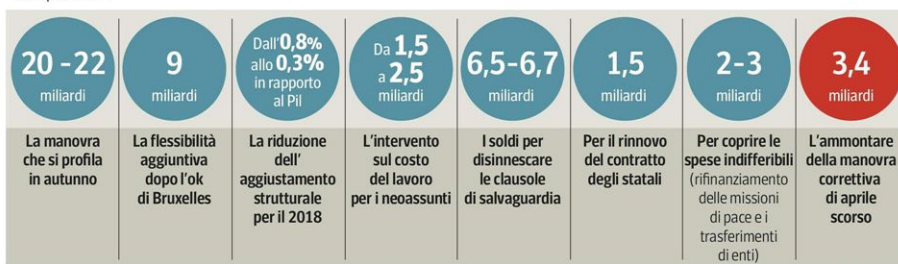 20 - 22
miliardi
La manovra
che si profila
in autunno
9
miliardi
La flessibilità
aggiuntiva
dopo l'ok
di Bruxelles
Dall'0,8%
allo 0,3%
in rapporto
al Pil
La riduzione
dell'
aggiustamento
strutturale
per il 2018
Da 1,5
a 2,5
miliardi
L'intervento
sul costo
del lavoro
per i neoassunti
6,5-6,7
miliardi
I soldi per
disinnescare
le clausole
di salvaguardia
1,5
miliardi
Per il rinnovo
del contratto
degli statali
2-3
miliardi
Per coprire le
spese indifferibili
(rifinanziamento
delle missioni
di pace e i
trasferimenti
di enti)
3,4
miliardi
L'ammontare
della manovra
correttiva
di aprile
scorso